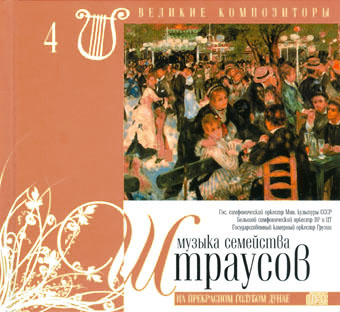 ВЕЛИКИЕ КОМПОЗИТОРЫ
4
Гос. симфонический оркестр Мин. культуры СССР
Большой симфонический оркестр ВР и ЦТ
Государственный камерный оркестр Грузии
музыка семейства
Штраусов
НА ПРЕКРАСНОМ ГОЛУБОМ ДУНАЕ